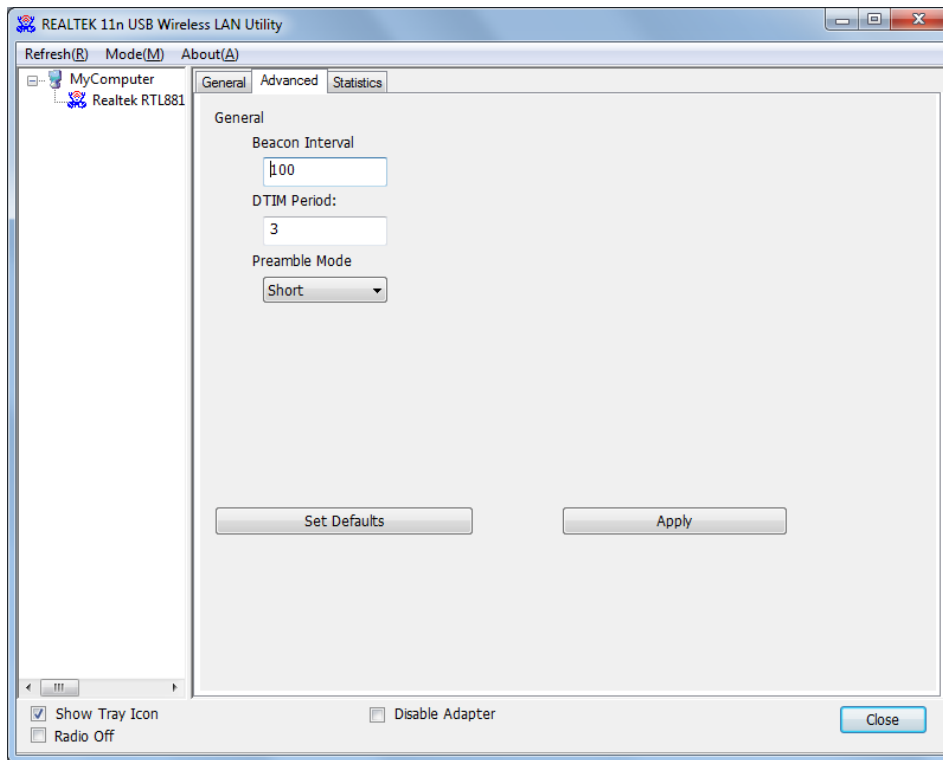 REALTEK 11n USB Wireless LAN Utility
Refresh(R) Mode(M) About(A)
MyComputer
Realtek RTL881
General Advanced Statistics
General
Beacon Interval
100
DTIM Period:
3
Preamble Mode
Short
Set Defaults Apply
Show Tray Icon Disable Adapter Close
Radio Off